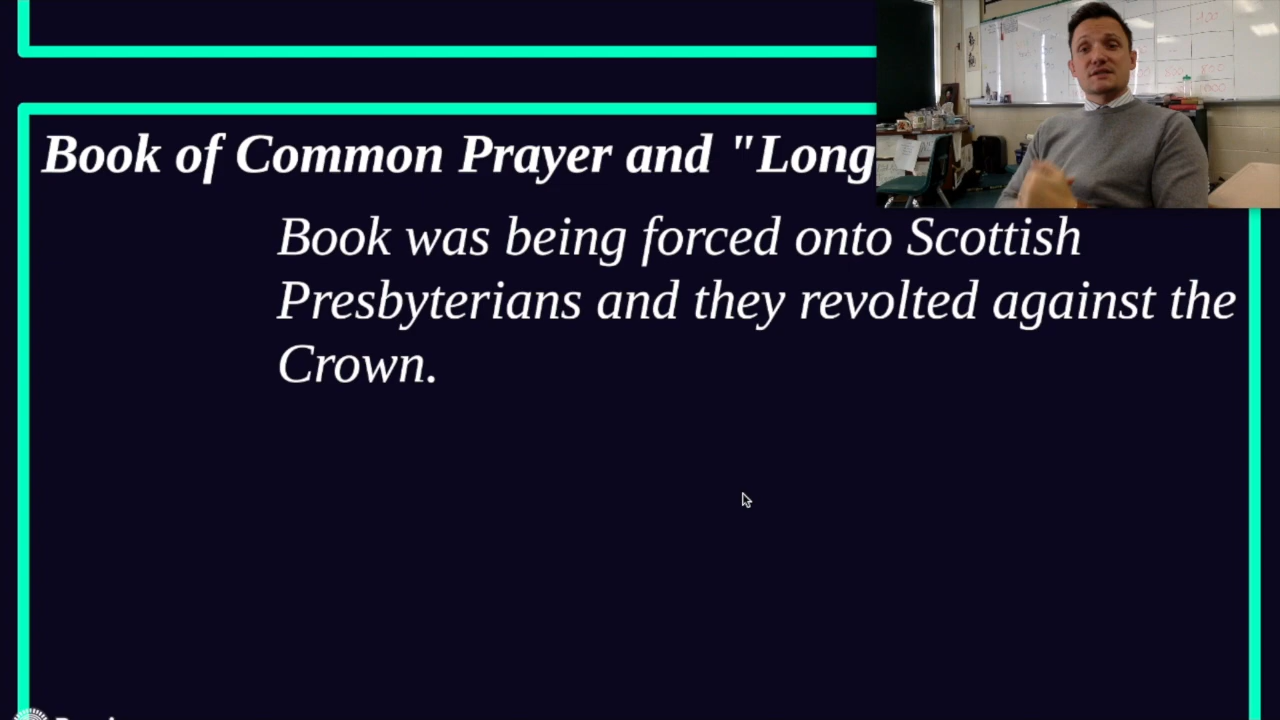 Book of Common Prayer and "Long
Book was being forced onto Scottish
Presbyterians and they revolted against the
Crown.